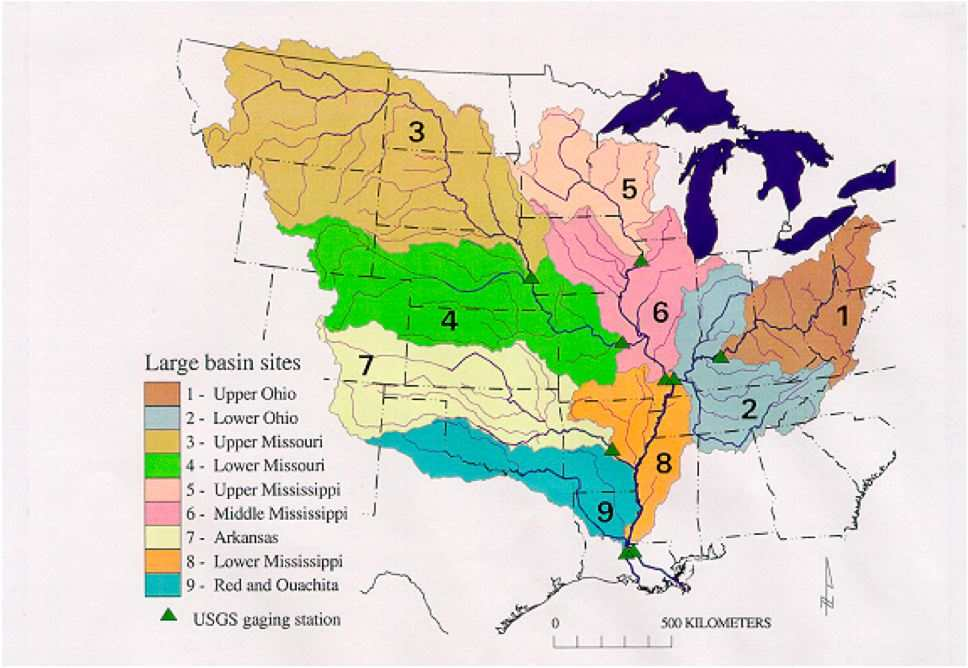 3
5
1
6
4
7
2
8
9
Large basin sites
1 - Upper Ohio
2 - Lower Ohio
3 - Upper Missouri
4 - Lower Missouri
5 - Upper Mississippi
6 - Middle Mississippi
7 - Arkansas
8 - Lower Mississippi
9 - Red and Ouachita
USGS gaging station
0 500 KILOMETERS